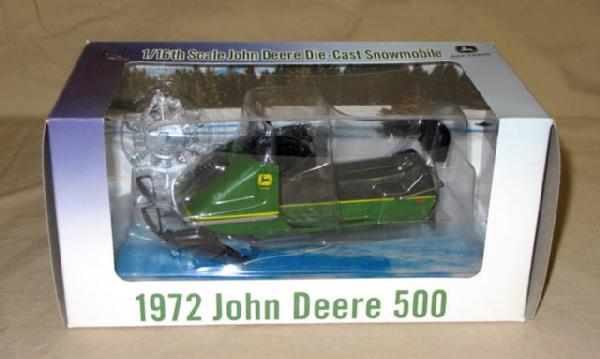 1/16th Scale John Deere Die-Cast Snowmobile
JOHN DEERE
1972 John Deere 500